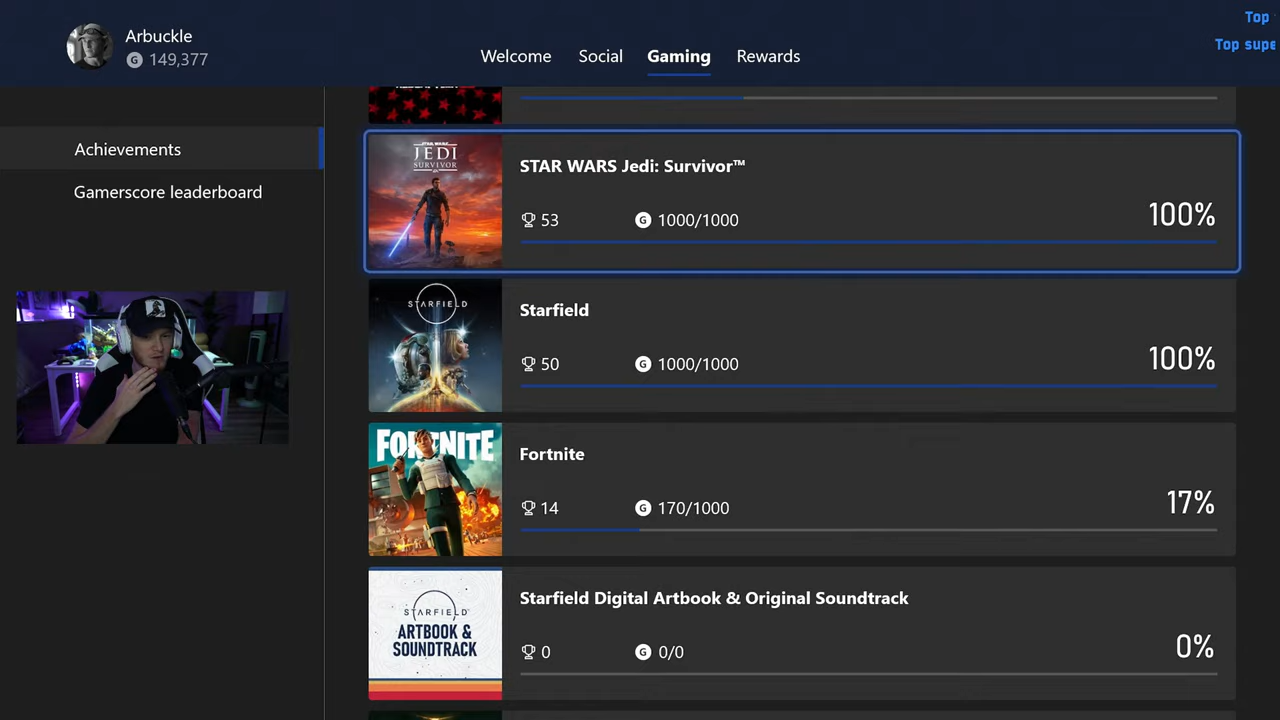 Arbuckle
G 149,377
Welcome Social Gaming Rewards
Top
Top supe
Achievements
Gamerscore leaderboard
STAR WARS
JEDI
SURVIVOR
STAR WARS Jedi: Survivor™
53 G 1000/1000
100%
STARFIELD
Starfield
50 G 1000/1000
100%
FORTNITE
Fortnite
14 G 170/1000
17%
STARFIELD
ARTBOOK &
SOUNDTRACK
Starfield Digital Artbook & Original Soundtrack
0 G 0/0
0%